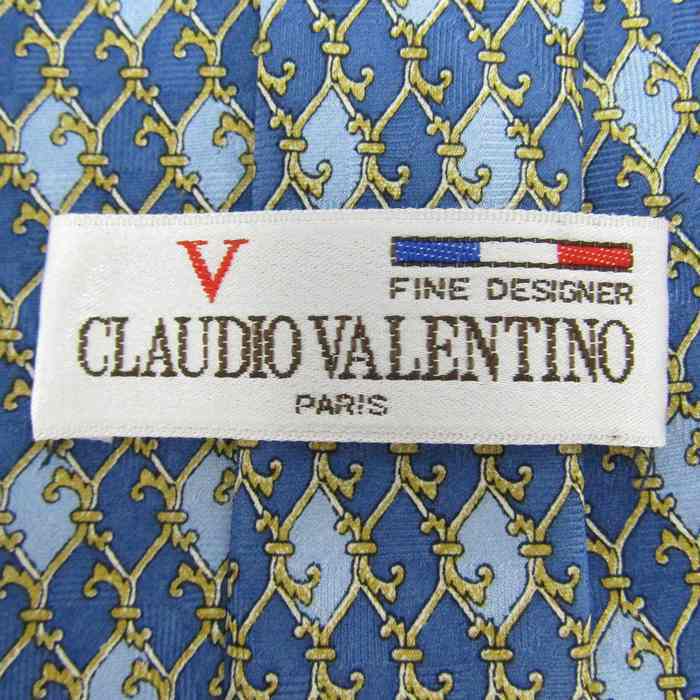 V
FINE DESIGNER
CLAUDIO VALENTINO
PARIS